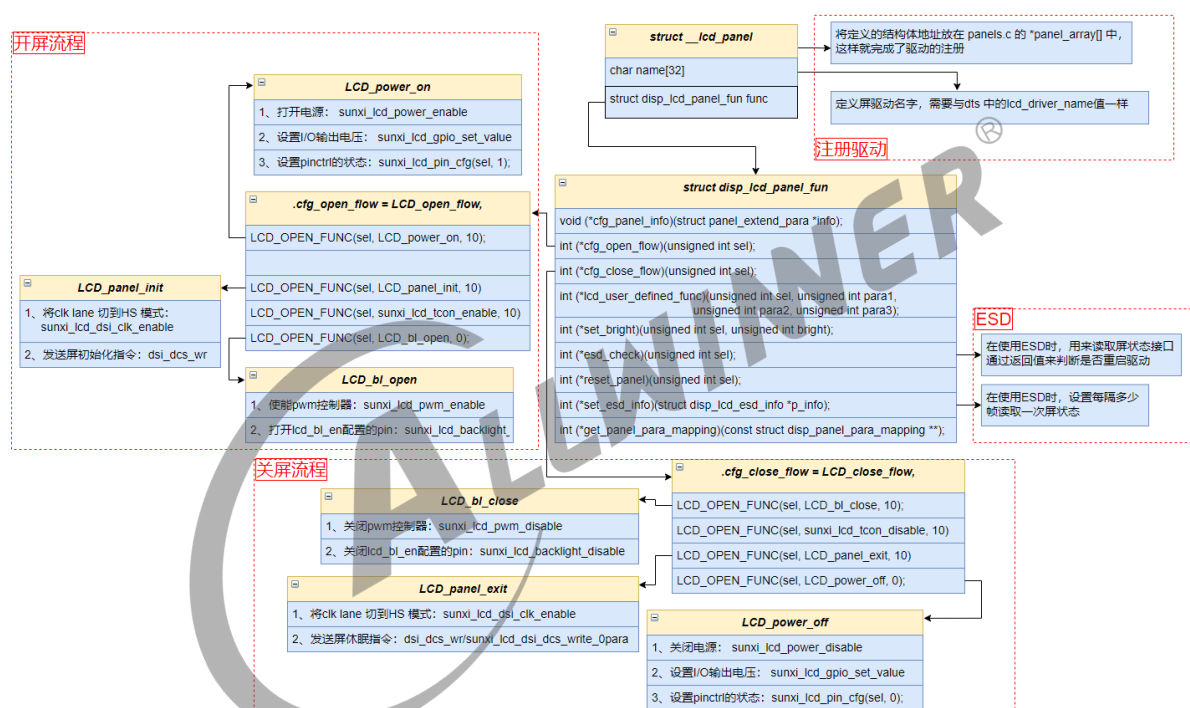 开屏流程
LCD_power_on
1、打开电源： sunxi_lcd_power_enable
2、设置I/O输出电压： sunxi_lcd_gpio_set_value
3、设置pinctrl的状态：sunxi_lcd_pin_cfg(sel, 1);
.cfg_open_flow = LCD_open_flow,
LCD_OPEN_FUNC(sel, LCD_power_on, 10);
LCD_OPEN_FUNC(sel, LCD_panel_init, 10)
LCD_OPEN_FUNC(sel, sunxi_lcd_tcon_enable, 10)
LCD_OPEN_FUNC(sel, LCD_bl_open, 0);
LCD_panel_init
1、将clk lane 切到HS 模式：
sunxi_lcd_dsi_clk_enable
2、发送屏初始化指令：dsi_dcs_wr
LCD_bl_open
1、使能pwm控制器：sunxi_lcd_pwm_enable
2、打开lcd_bl_en配置的pin：sunxi_lcd_backlight_
struct __lcd_panel
char name[32]
struct disp_lcd_panel_fun func
将定义的结构体地址放在 panels.c 的 *panel_array[] 中，
这样就完成了驱动的注册
定义屏驱动名字，需要与dts 中的lcd_driver_name值一样
注册驱动
struct disp_lcd_panel_fun
void (*cfg_panel_info)(struct panel_extend_para *info);
int (*cfg_open_flow)(unsigned int sel);
int (*cfg_close_flow)(unsigned int sel);
int (*lcd_user_defined_func)(unsigned int sel, unsigned int para1,
unsigned int para2, unsigned int para3);
int (*set_bright)(unsigned int sel, unsigned int bright);
int (*esd_check)(unsigned int sel);
int (*reset_panel)(unsigned int sel);
int (*set_esd_info)(struct disp_lcd_esd_info *p_info);
int (*get_panel_para_mapping)(const struct disp_panel_para_mapping **);
ESD
在使用ESD时，用来读取屏状态接口
通过返回值来判断是否重启驱动
在使用ESD时，设置每隔多少
帧读取一次屏状态
关屏流程
.cfg_close_flow = LCD_close_flow,
LCD_OPEN_FUNC(sel, LCD_bl_close, 10);
LCD_OPEN_FUNC(sel, sunxi_lcd_tcon_disable, 10)
LCD_OPEN_FUNC(sel, LCD_panel_exit, 10)
LCD_OPEN_FUNC(sel, LCD_power_off, 0);
LCD_bl_close
1、关闭pwm控制器：sunxi_lcd_pwm_disable
2、关闭lcd_bl_en配置的pin：sunxi_lcd_backlight_disable
LCD_panel_exit
1、将clk lane 切到HS 模式：sunxi_lcd_dsi_clk_enable
2、发送屏休眠指令：dsi_dcs_wr/sunxi_lcd_dsi_dcs_write_0para
LCD_power_off
1、关闭电源： sunxi_lcd_power_disable
2、设置I/O输出电压： sunxi_lcd_gpio_set_value
3、设置pinctrl的状态：sunxi_lcd_pin_cfg(sel, 0);
ALLWINNER®